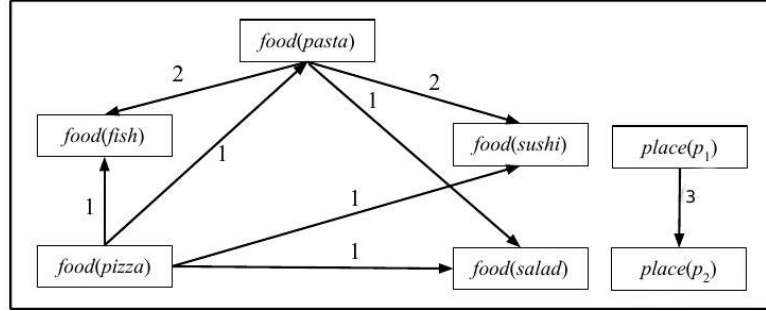 food(pasta)
2
1
2
food(fish)
food(sushi)
place(p₁)
1
1
1
3
1
food(pizza)
food(salad)
place(p₂)